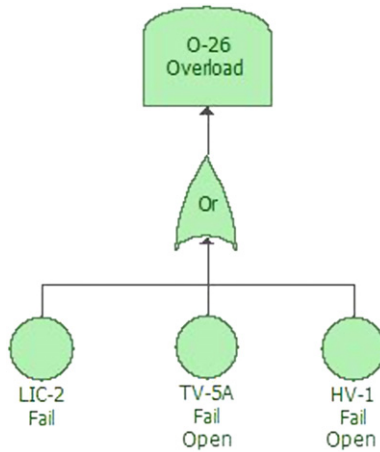 O-26
Overload
Or
LIC-2
Fail
TV-5A
Fail
Open
HV-1
Fail
Open